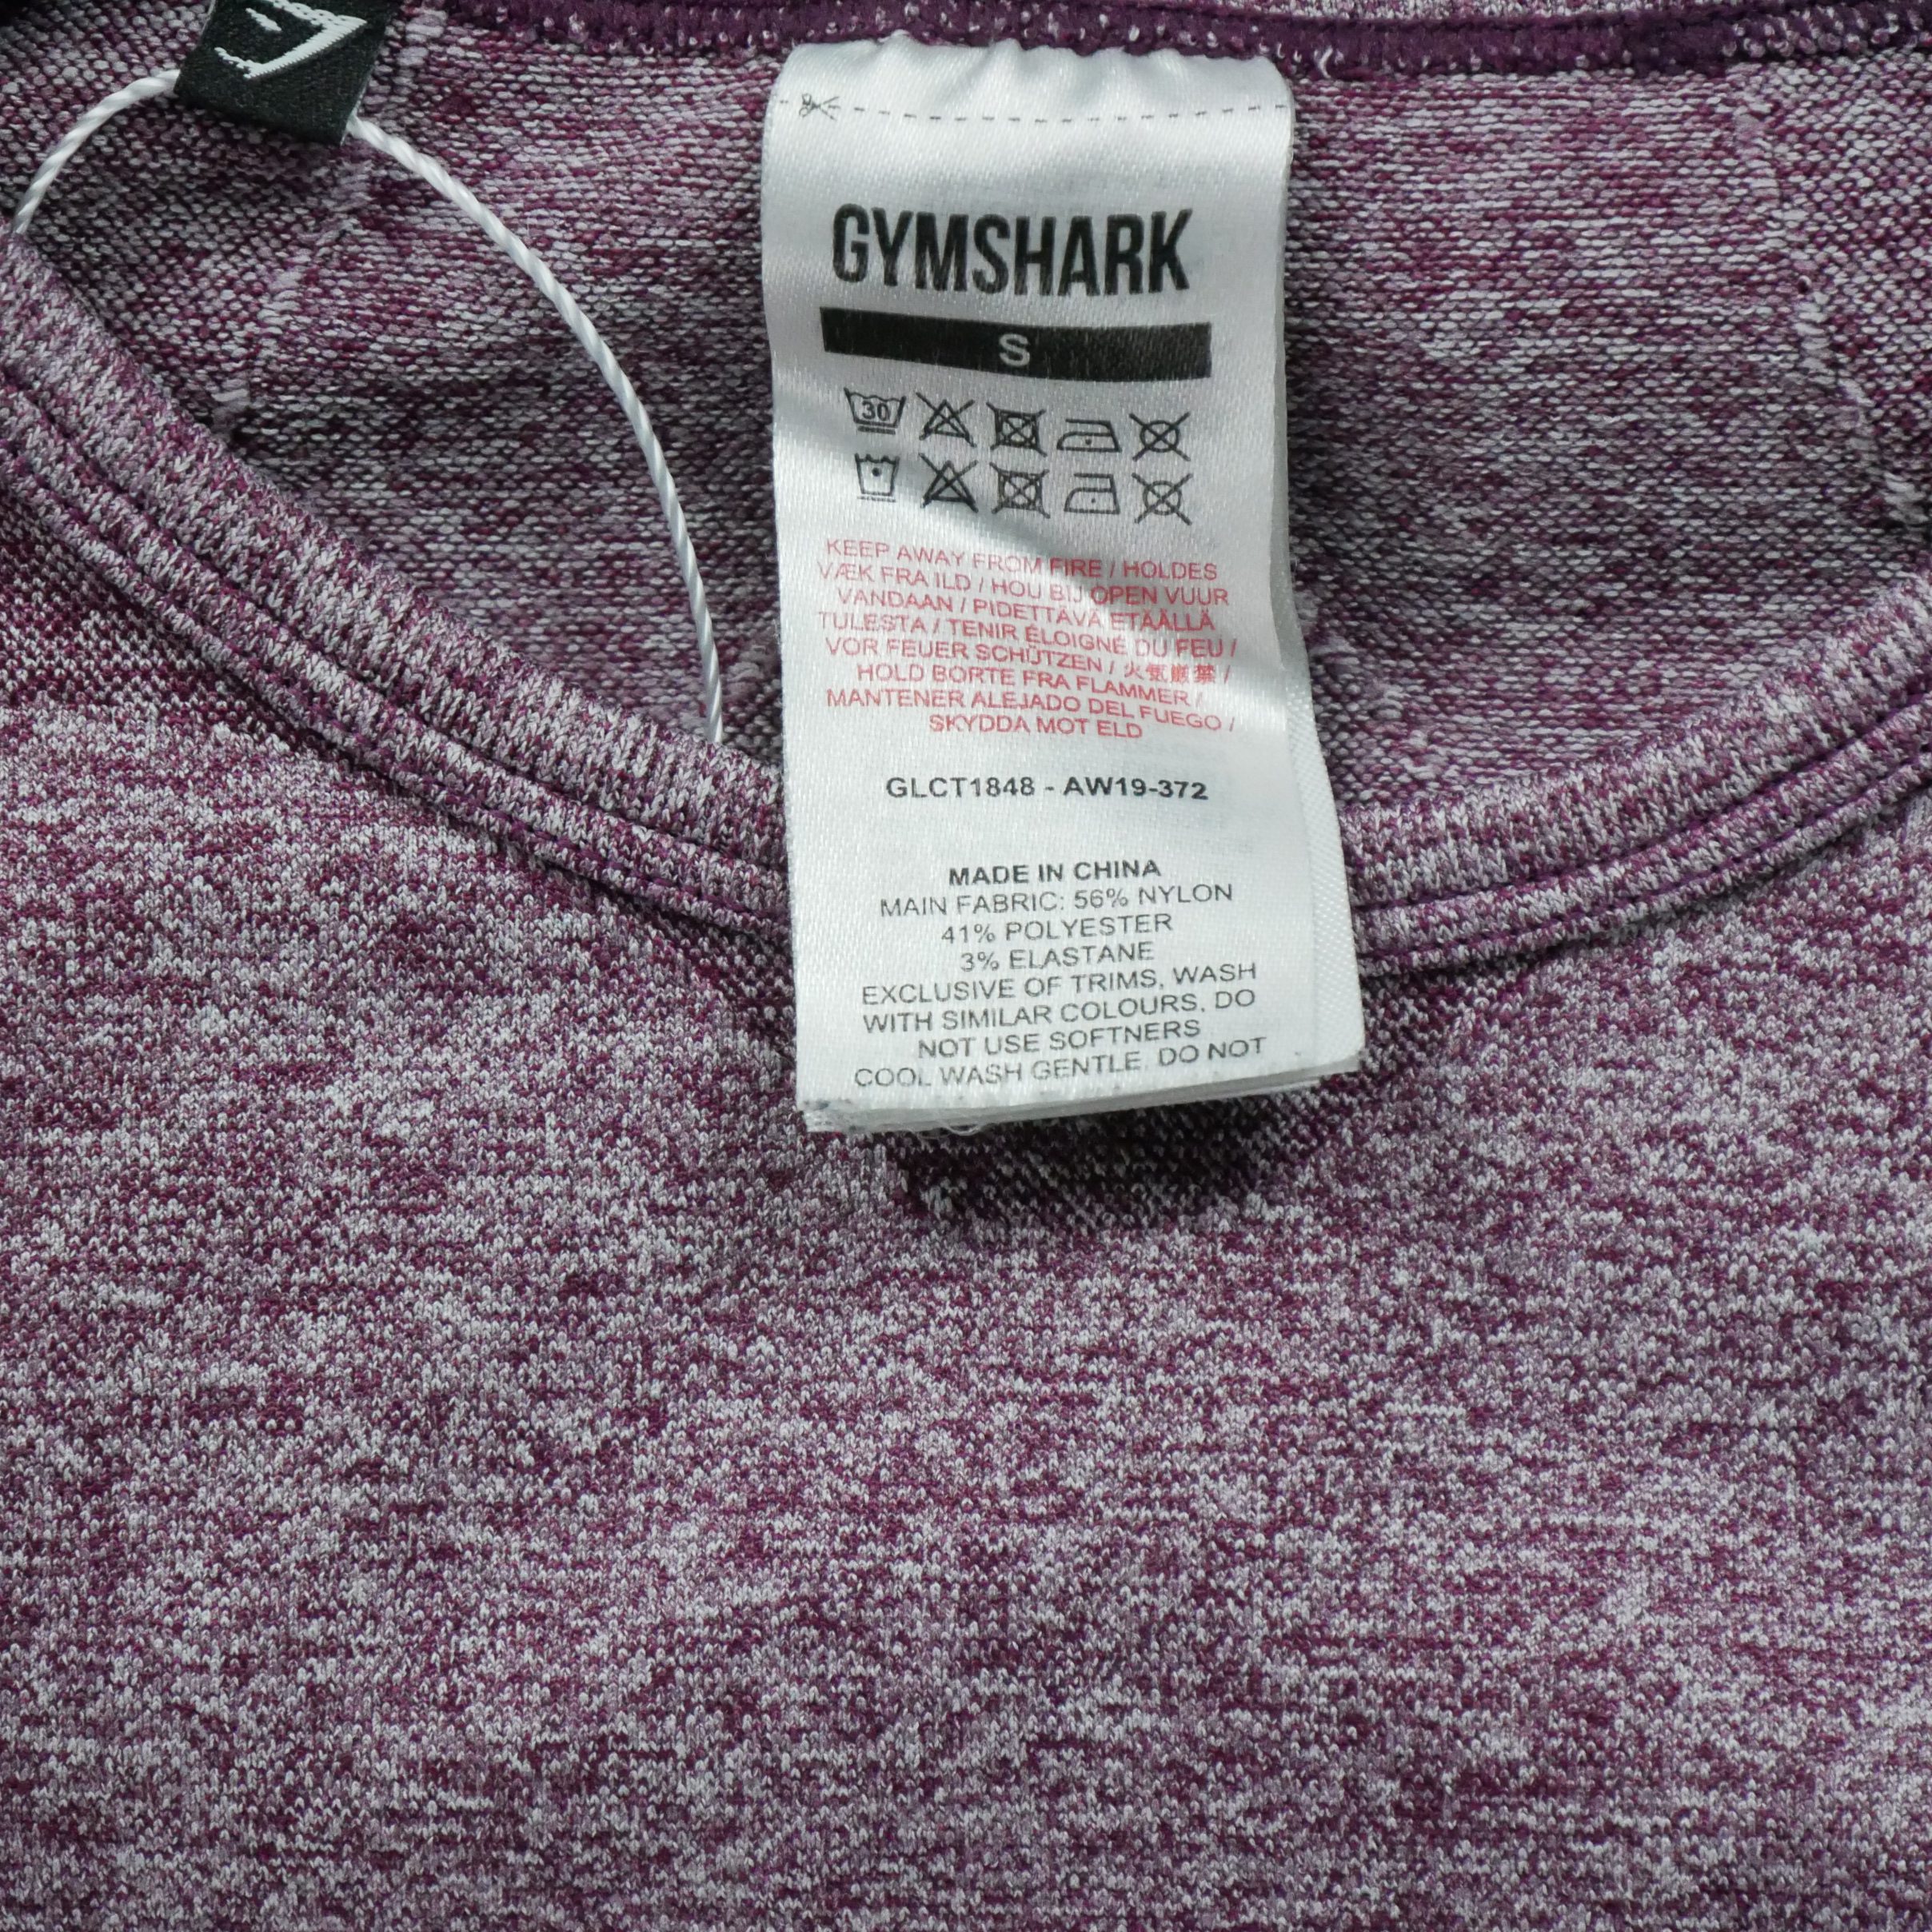 GYMSHARK
S
30
KEEP AWAY FROM FIRE / HOLDES
VÆK FRA ILD / HOU BIJ OPEN VUUR
VANDAAN / PIDETTÄVÄ ETÄÄLLÄ
TULESTA / TENIR ÉLOIGNÉ DU FEU /
VOR FEUER SCHÜTZEN / 火気厳禁 /
HOLD BORTE FRA FLAMMER /
MANTENER ALEJADO DEL FUEGO /
SKYDDA MOT ELD
GLCT1848 - AW19-372
MADE IN CHINA
MAIN FABRIC: 56% NYLON
41% POLYESTER
3% ELASTANE
EXCLUSIVE OF TRIMS, WASH
WITH SIMILAR COLOURS, DO
NOT USE SOFTNERS
COOL WASH GENTLE, DO NOT